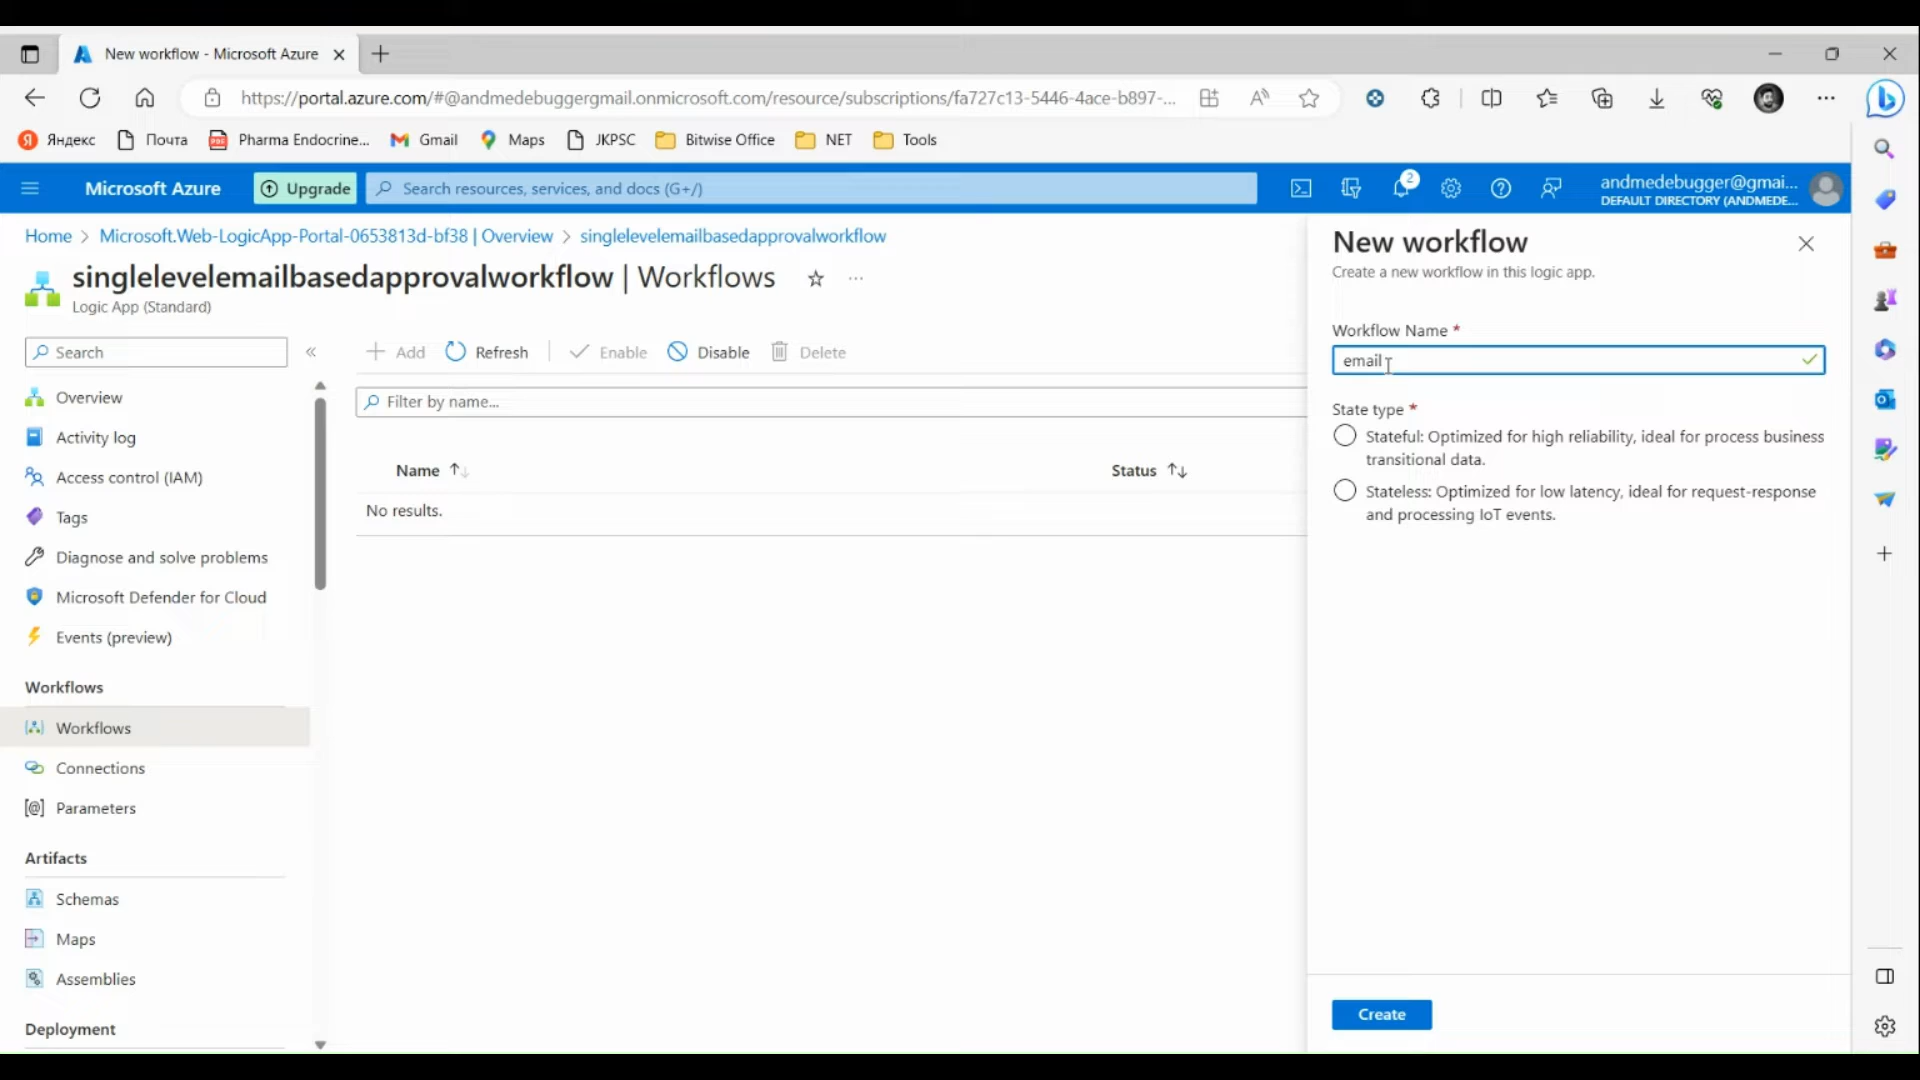 New workflow - Microsoft Azure
https://portal.azure.com/#@andmedebuggergmail.onmicrosoft.com/resource/subscriptions/fa727c13-5446-4ace-b897-...
Яндекс Почта Pharma Endocrine... Gmail Maps JKPSC Bitwise Office NET Tools
Microsoft Azure Upgrade Search resources, services, and docs (G+/) 2 andmedebugger@gmai...
DEFAULT DIRECTORY (ANDMEDE...
Home > Microsoft.Web-LogicApp-Portal-0653813d-bf38 | Overview > singlelevelemailbasedapprovalworkflow
singlelevelemailbasedapprovalworkflow | Workflows
Logic App (Standard)
Search
Add Refresh Enable Disable Delete
Filter by name...
Name Status
No results.
Overview
Activity log
Access control (IAM)
Tags
Diagnose and solve problems
Microsoft Defender for Cloud
Events (preview)
Workflows
Workflows
Connections
Parameters
Artifacts
Schemas
Maps
Assemblies
Deployment
New workflow
Create a new workflow in this logic app.
Workflow Name *
email
State type *
Stateful: Optimized for high reliability, ideal for process business
transitional data.
Stateless: Optimized for low latency, ideal for request-response
and processing IoT events.
Create